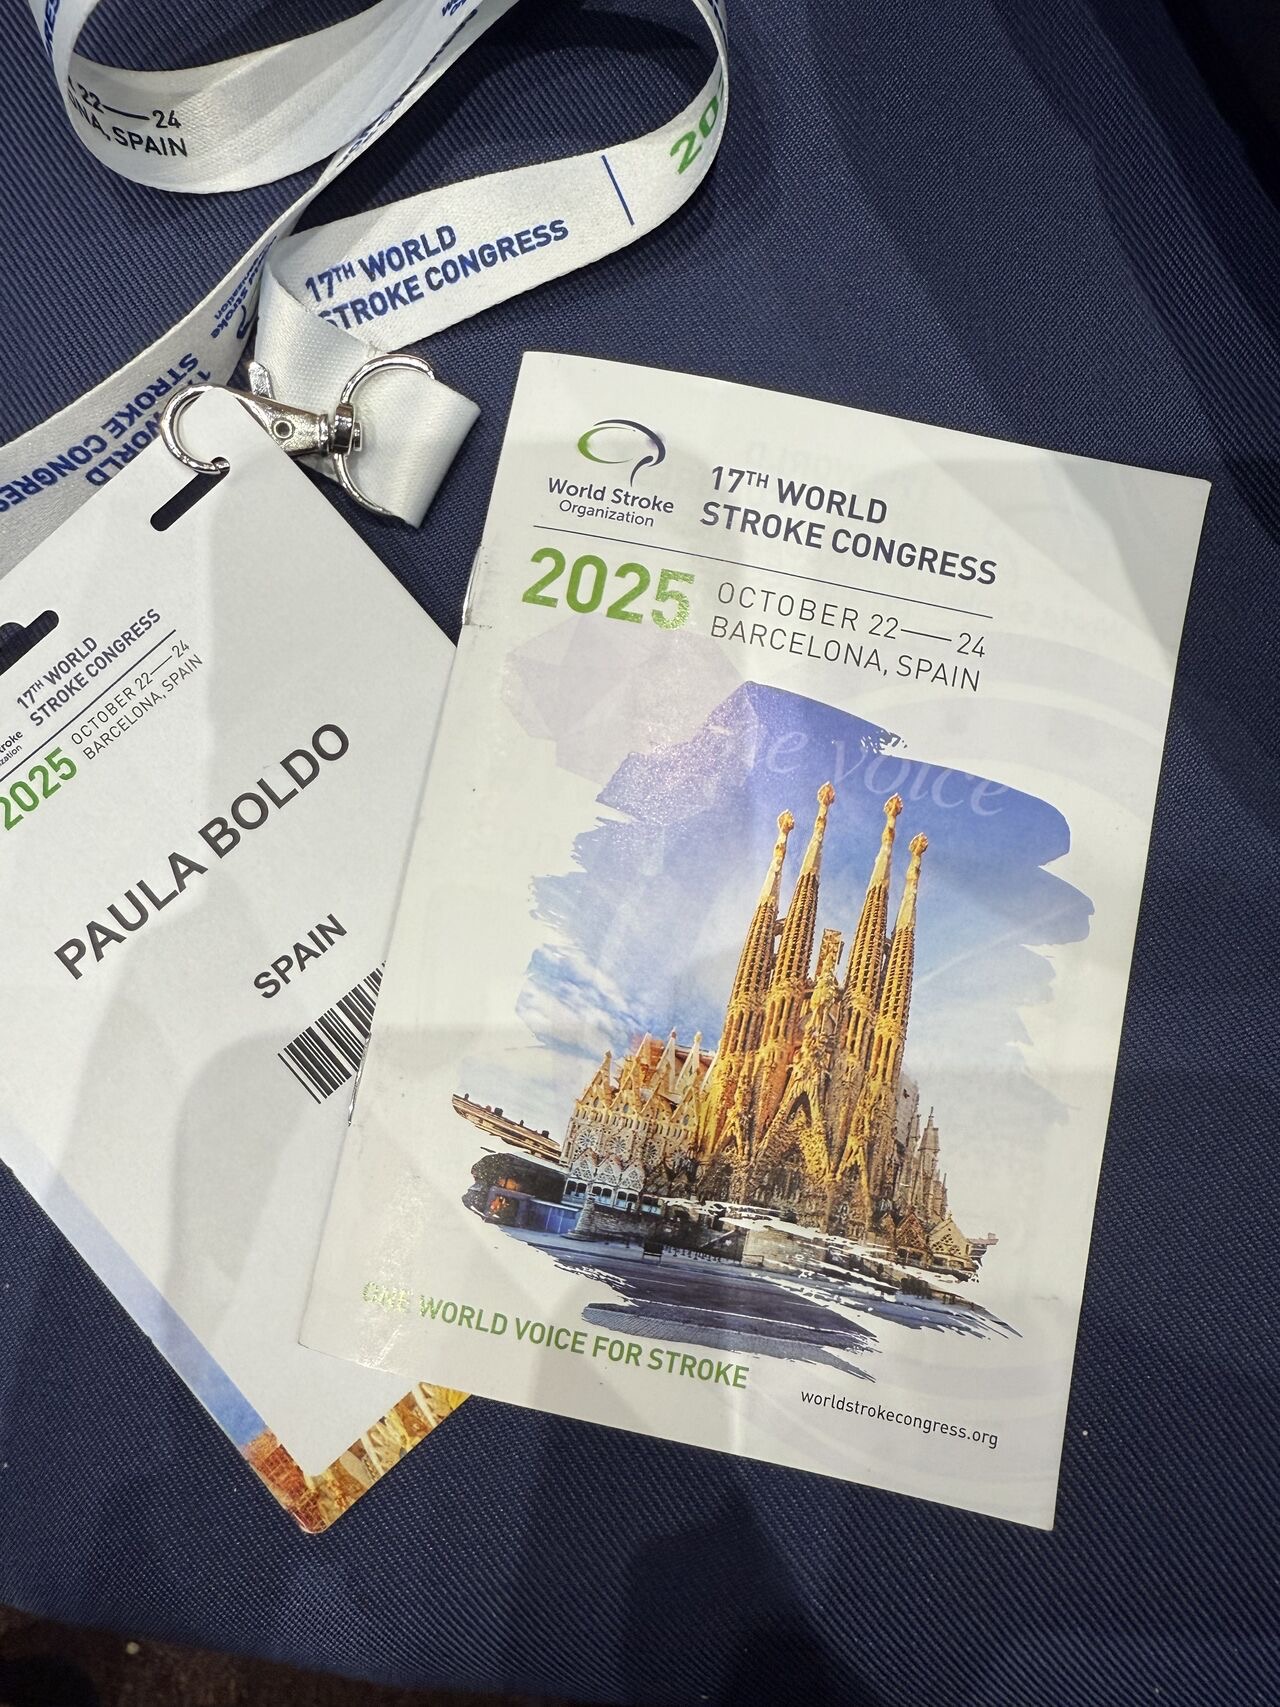 22—24
NA, SPAIN
17TH WORLD
STROKE CONGRESS
17TH WORLD
STROKE CONGRESS
World Stroke
Organization
17TH WORLD
STROKE CONGRESS
2025
OCTOBER 22—24
BARCELONA, SPAIN
voice
ONE WORLD VOICE FOR STROKE
worldstrokecongress.org
17TH WORLD
STROKE CONGRESS
2025
OCTOBER 22—24
BARCELONA, SPAIN
PAULA BOLDO
SPAIN